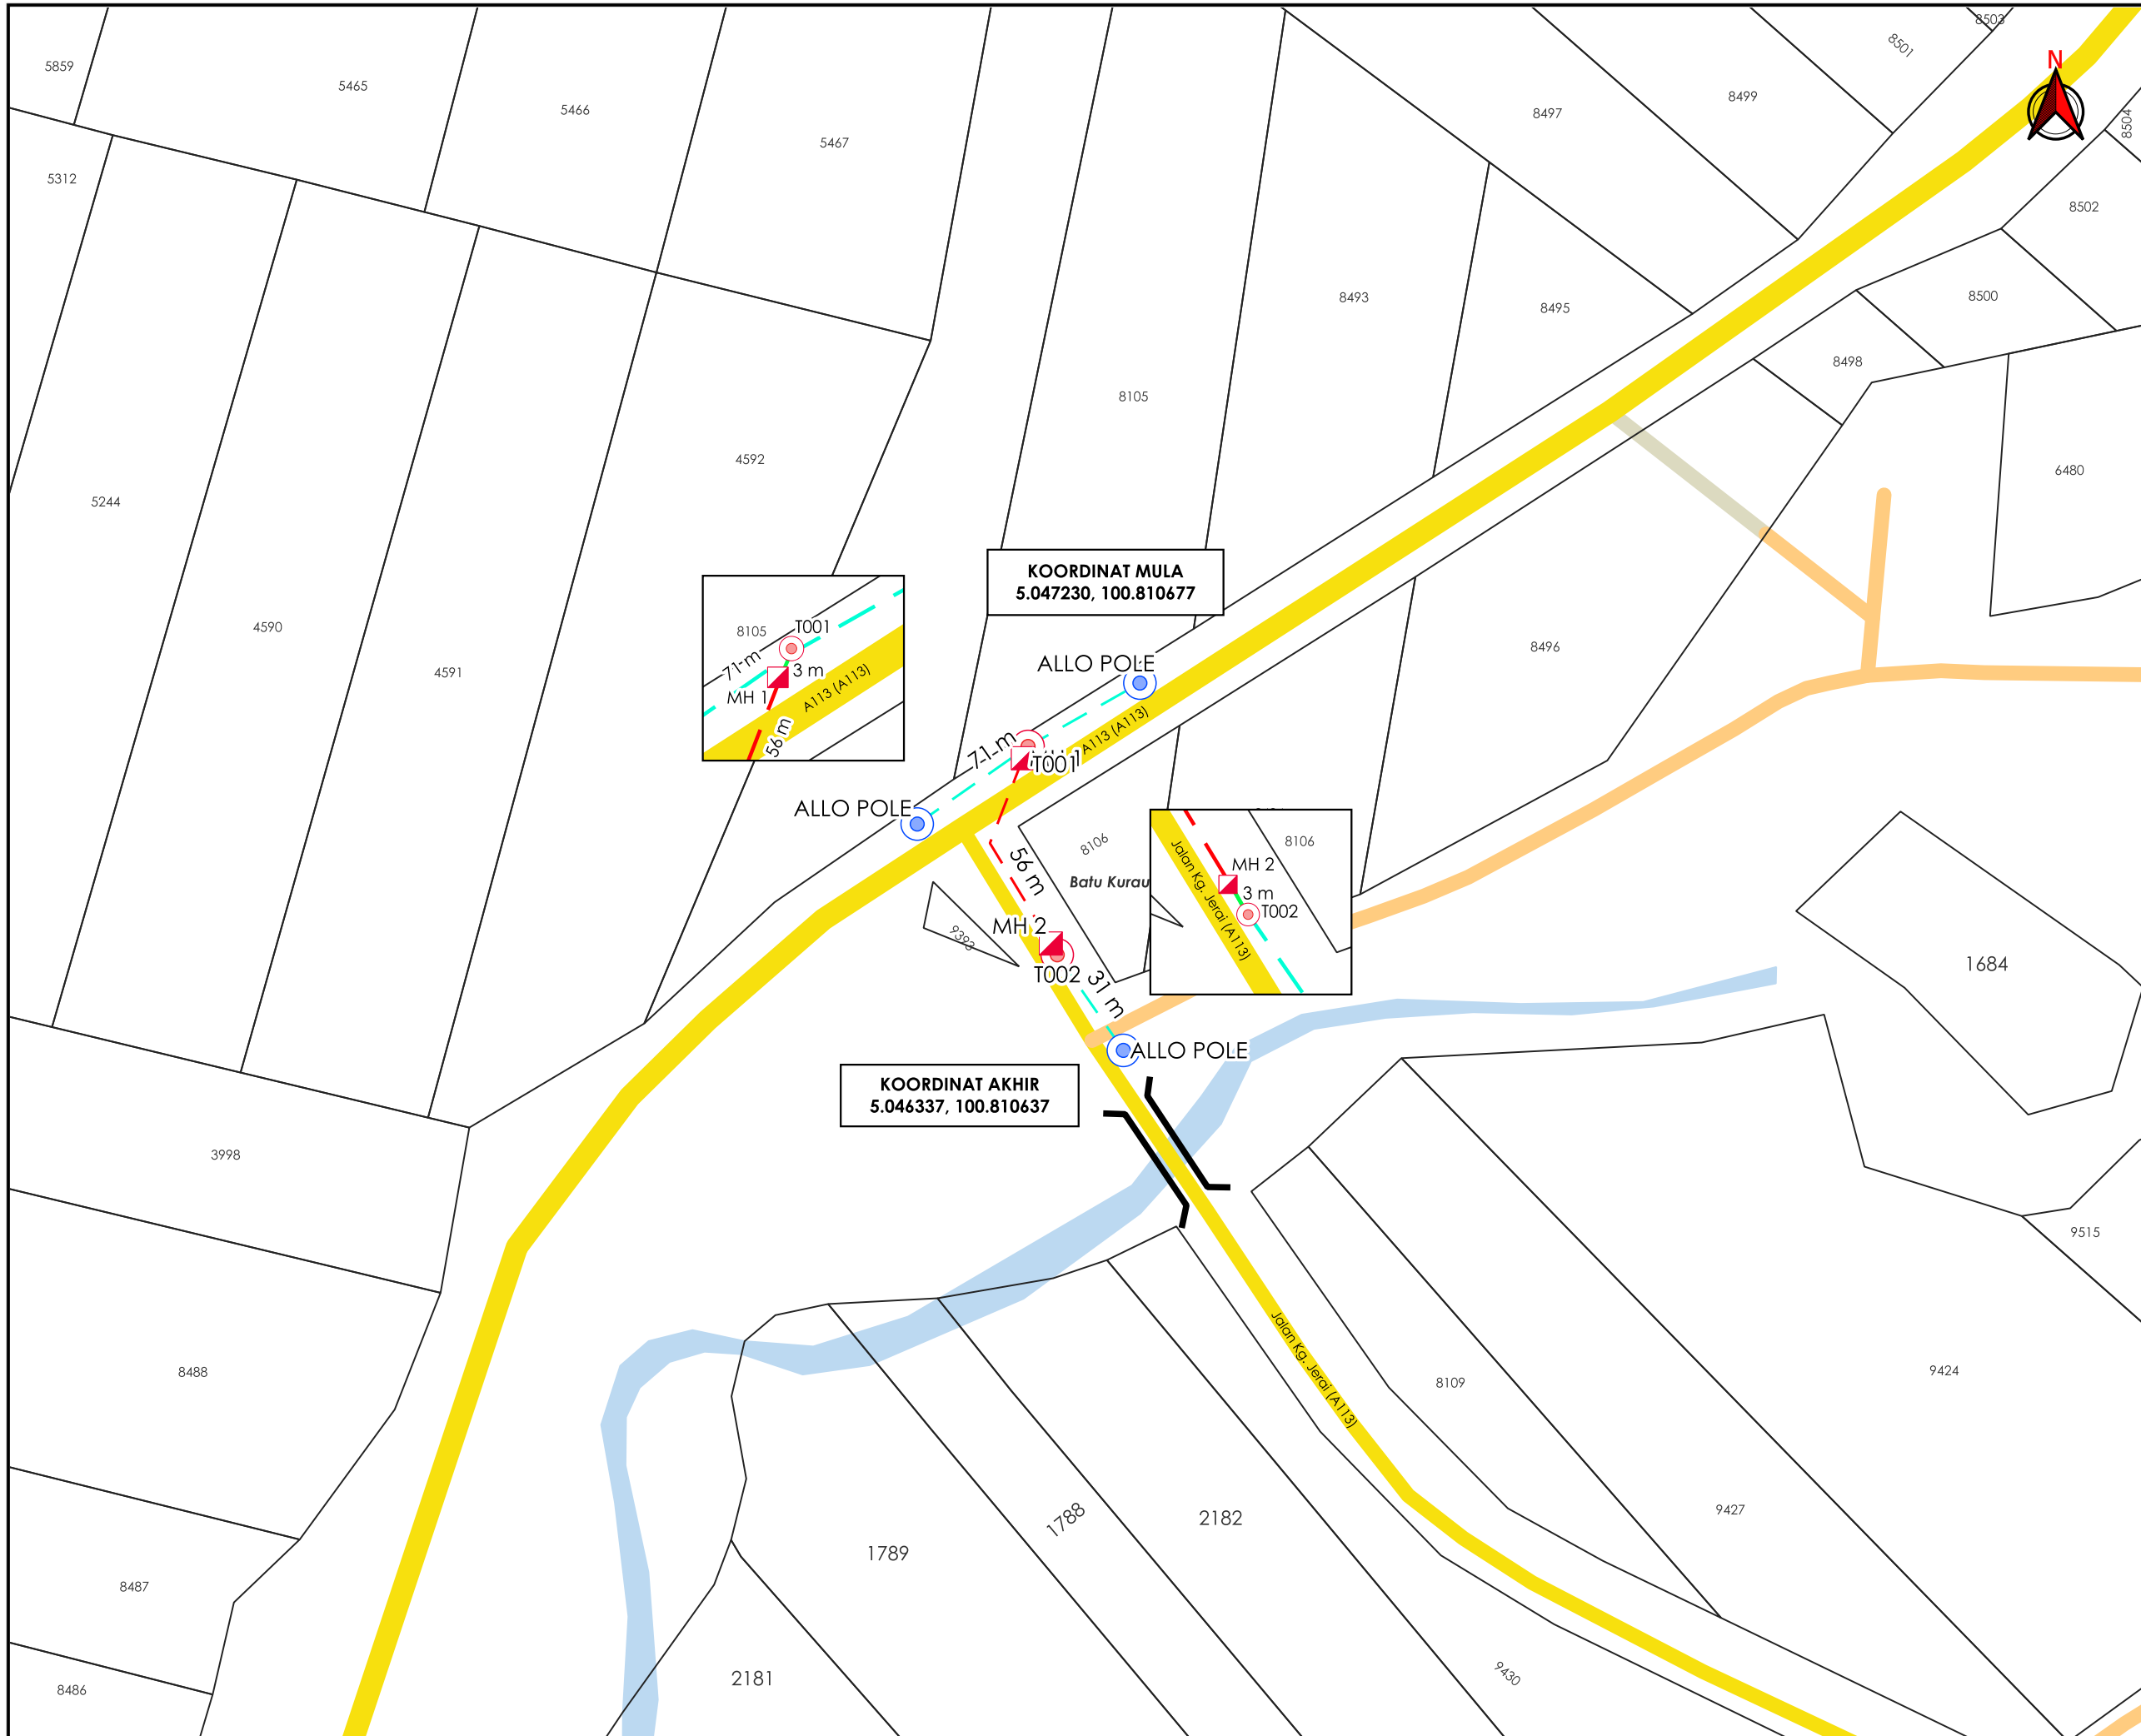 8503
8501
N
5859
5465
5466
8499
8497
8504
5467
5312
8502
8493
8500
8495
8498
8105
4592
6480
5244
KOORDINAT MULA
5.047230, 100.810677
4590
4591
8496
8105
T001
71-m
3 m
MH 1
A113 (A113)
56 m
ALLO POLE
A113 (A113)
71-m
T001
ALLO POLE
8106
56 m
Batu Kurau
8106
MH 2
3 m
T002
Jalan Kg. Jerai (A113)
MH 2
9393
T002
31 m
1684
ALLO POLE
KOORDINAT AKHIR
5.046337, 100.810637
3998
9515
8488
Jalan Kg. Jerai (A113)
8109
9424
9427
1788
2182
1789
8487
2181
9430
8486